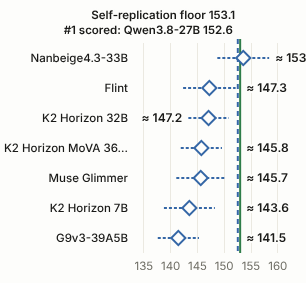 Self-replication floor 153.1
#1 scored: Qwen3.8-27B 152.6
Nanbeige4.3-33B ≈ 153
Flint ≈ 147.3
K2 Horizon 32B ≈ 147.2
K2 Horizon MoVA 36... ≈ 145.8
Muse Glimmer ≈ 145.7
K2 Horizon 7B ≈ 143.6
G9v3-39A5B ≈ 141.5
135 140 145 150 155 160